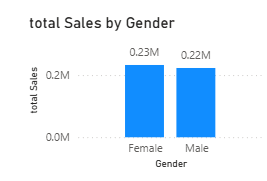 total Sales by Gender
0.23M
0.22M
0.2M
0.0M
total Sales
Female Male
Gender